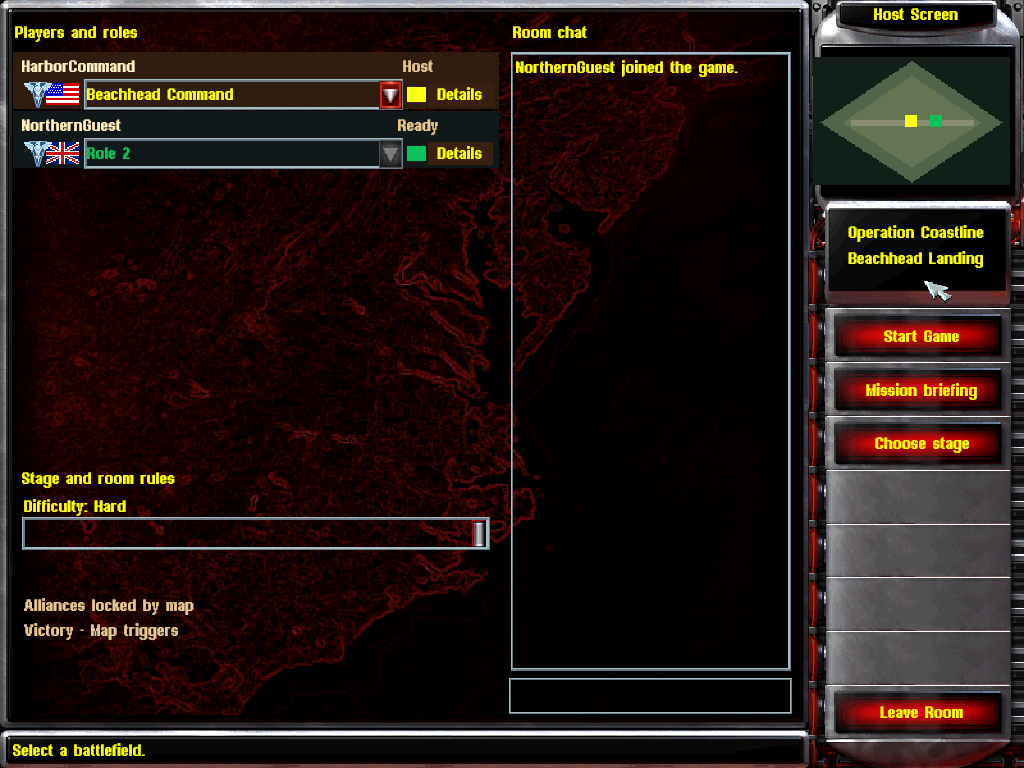 Players and roles
HarborCommand
Host
Beachhead Command
Details
NorthernGuest
Ready
Role 2
Details
Stage and room rules
Difficulty: Hard
Alliances locked by map
Victory - Map triggers
Select a battlefield.
Room chat
NorthernGuest joined the game.
Host Screen
Operation Coastline
Beachhead Landing
Start Game
Mission briefing
Choose stage
Leave Room